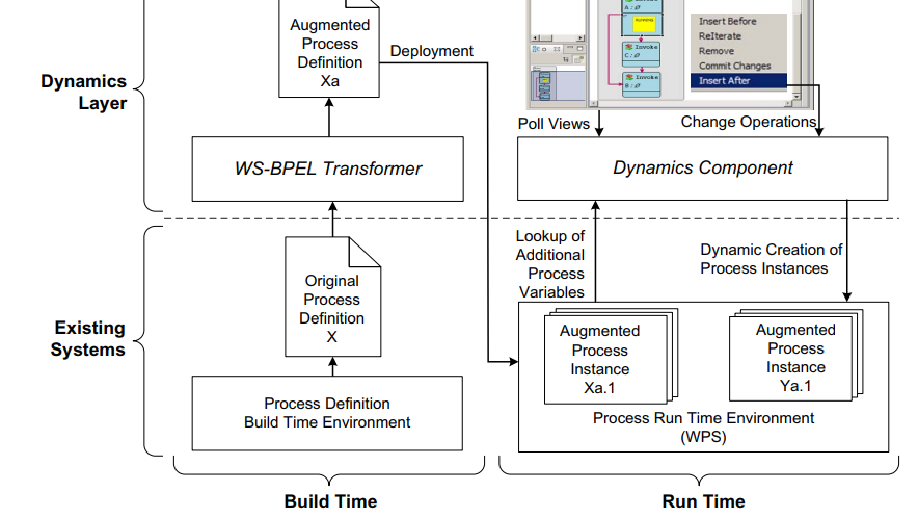 Augmented
Process
Definition
Xa
Deployment
Dynamics
Layer
Invoke
C :
Invoke
B :
Insert Before
ReIterate
Remove
Commit Changes
Insert After
Poll Views
Change Operations
WS-BPEL Transformer
Dynamics Component
Original
Process
Definition
X
Lookup of
Additional
Process
Variables
Dynamic Creation of
Process Instances
Existing
Systems
Augmented
Process
Instance
Xa.1
Augmented
Process
Instance
Ya.1
Process Definition
Build Time Environment
Process Run Time Environment
(WPS)
Build Time
Run Time